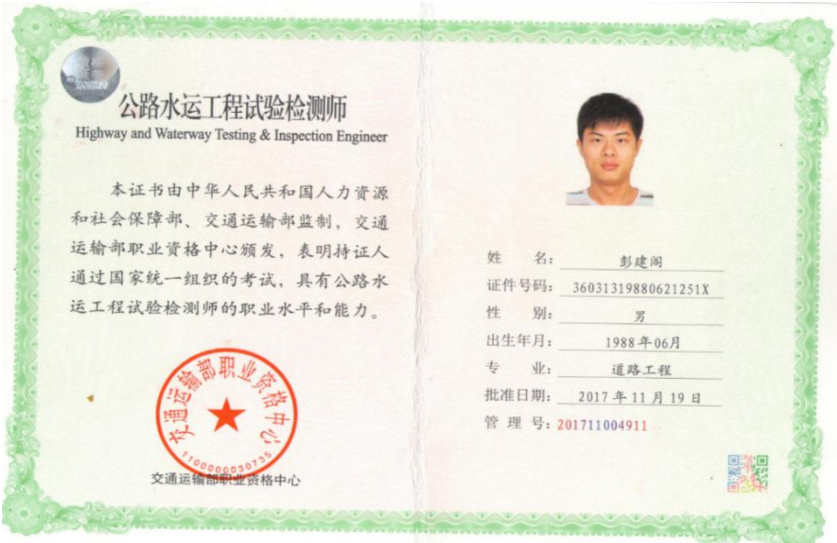 公路水运工程试验检测师
Highway and Waterway Testing & Inspection Engineer
本证书由中华人民共和国人力资源
和社会保障部、交通运输部监制，交通
运输部职业资格中心颁发，表明持证人
通过国家统一组织的考试，具有公路水
运工程试验检测师的职业水平和能力。
交通运输部职业资格中心
1100000030735
交通运输部职业资格中心
姓 名： 彭建阁
证件号码： 36031319880621251X
性 别： 男
出生年月： 1988年06月
专 业： 道路工程
批准日期： 2017年11月19日
管 理 号：201711004911